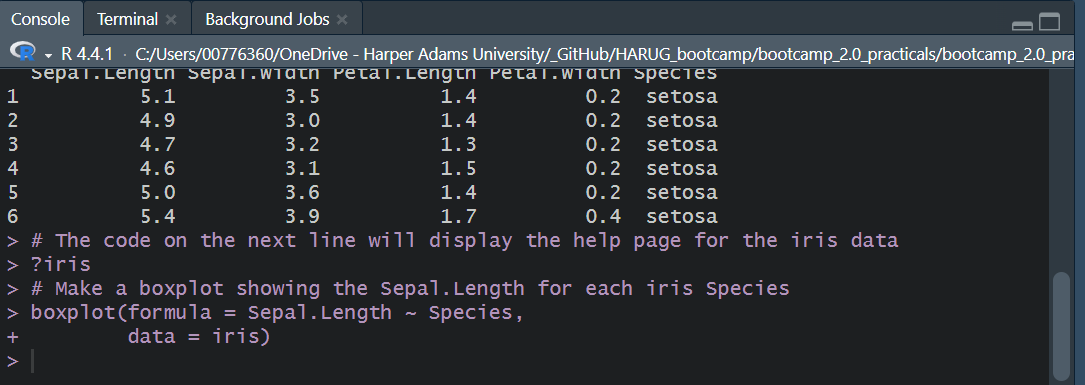 Console Terminal Background Jobs
R 4.4.1 · C:/Users/00776360/OneDrive - Harper Adams University/_GitHub/HARUG_bootcamp/bootcamp_2.0_practicals/bootcamp_2.0_pra
Sepal.Length Sepal.Width Petal.Length Petal.Width Species
1 5.1 3.5 1.4 0.2 setosa
2 4.9 3.0 1.4 0.2 setosa
3 4.7 3.2 1.3 0.2 setosa
4 4.6 3.1 1.5 0.2 setosa
5 5.0 3.6 1.4 0.2 setosa
6 5.4 3.9 1.7 0.4 setosa
> # The code on the next line will display the help page for the iris data
> ?iris
> # Make a boxplot showing the Sepal.Length for each iris Species
> boxplot(formula = Sepal.Length ~ Species,
+ data = iris)
>